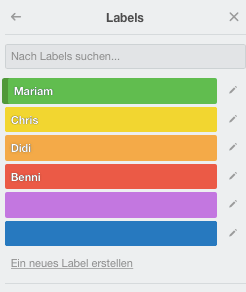 Labels
Nach Labels suchen...
Mariam
Chris
Didi
Benni
Ein neues Label erstellen